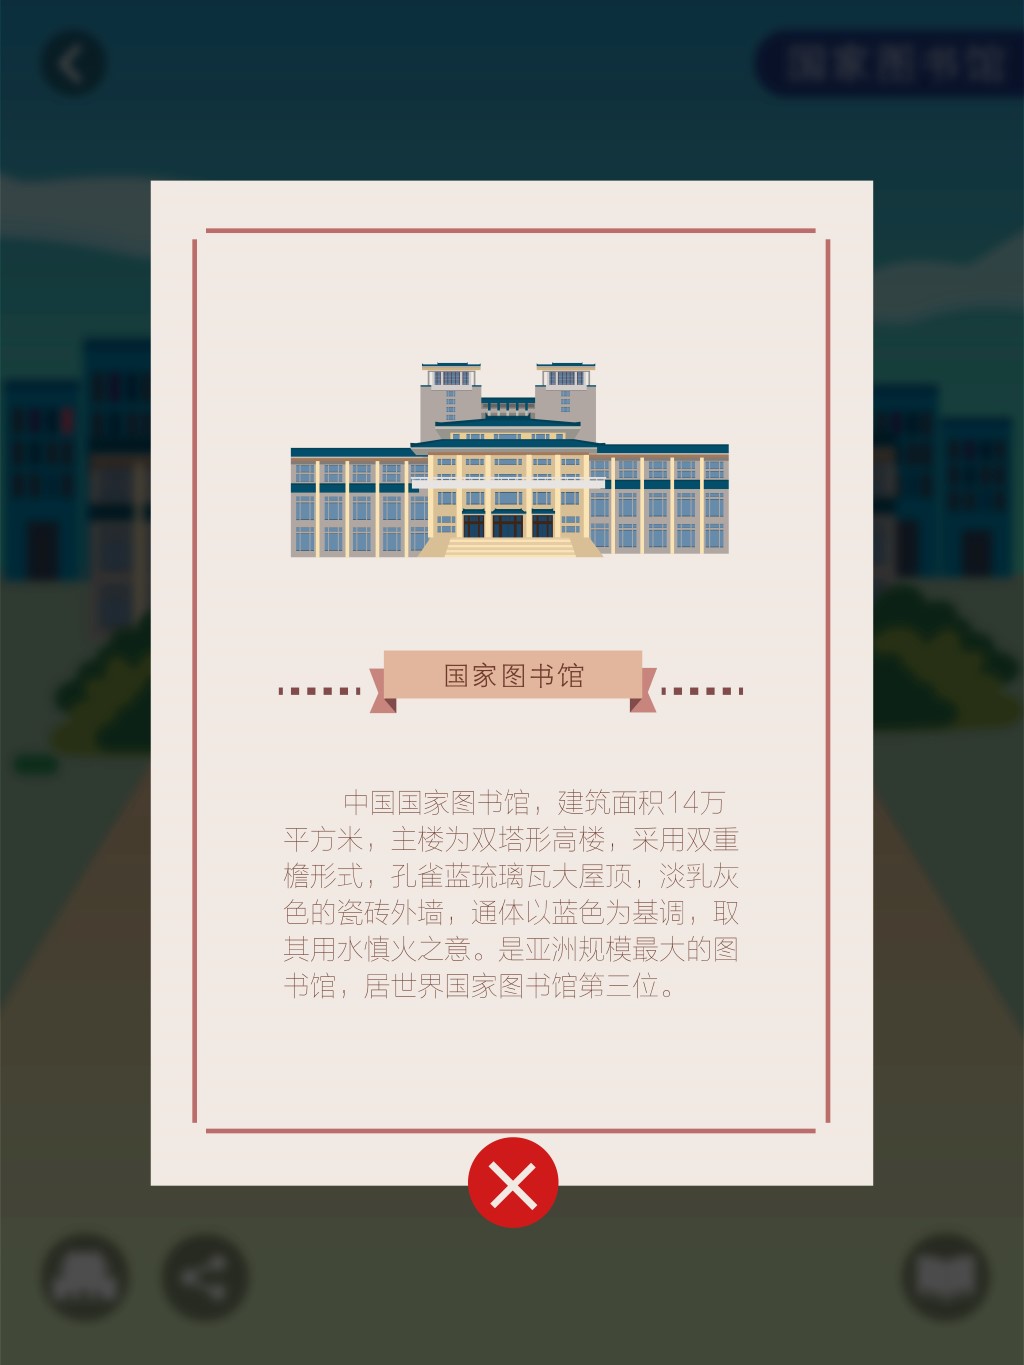 国家图书馆
国家图书馆
中国国家图书馆，建筑面积14万
平方米，主楼为双塔形高楼，采用双重
檐形式，孔雀蓝琉璃瓦大屋顶，淡乳灰
色的瓷砖外墙，通体以蓝色为基调，取
其用水慎火之意。是亚洲规模最大的图
书馆，居世界国家图书馆第三位。